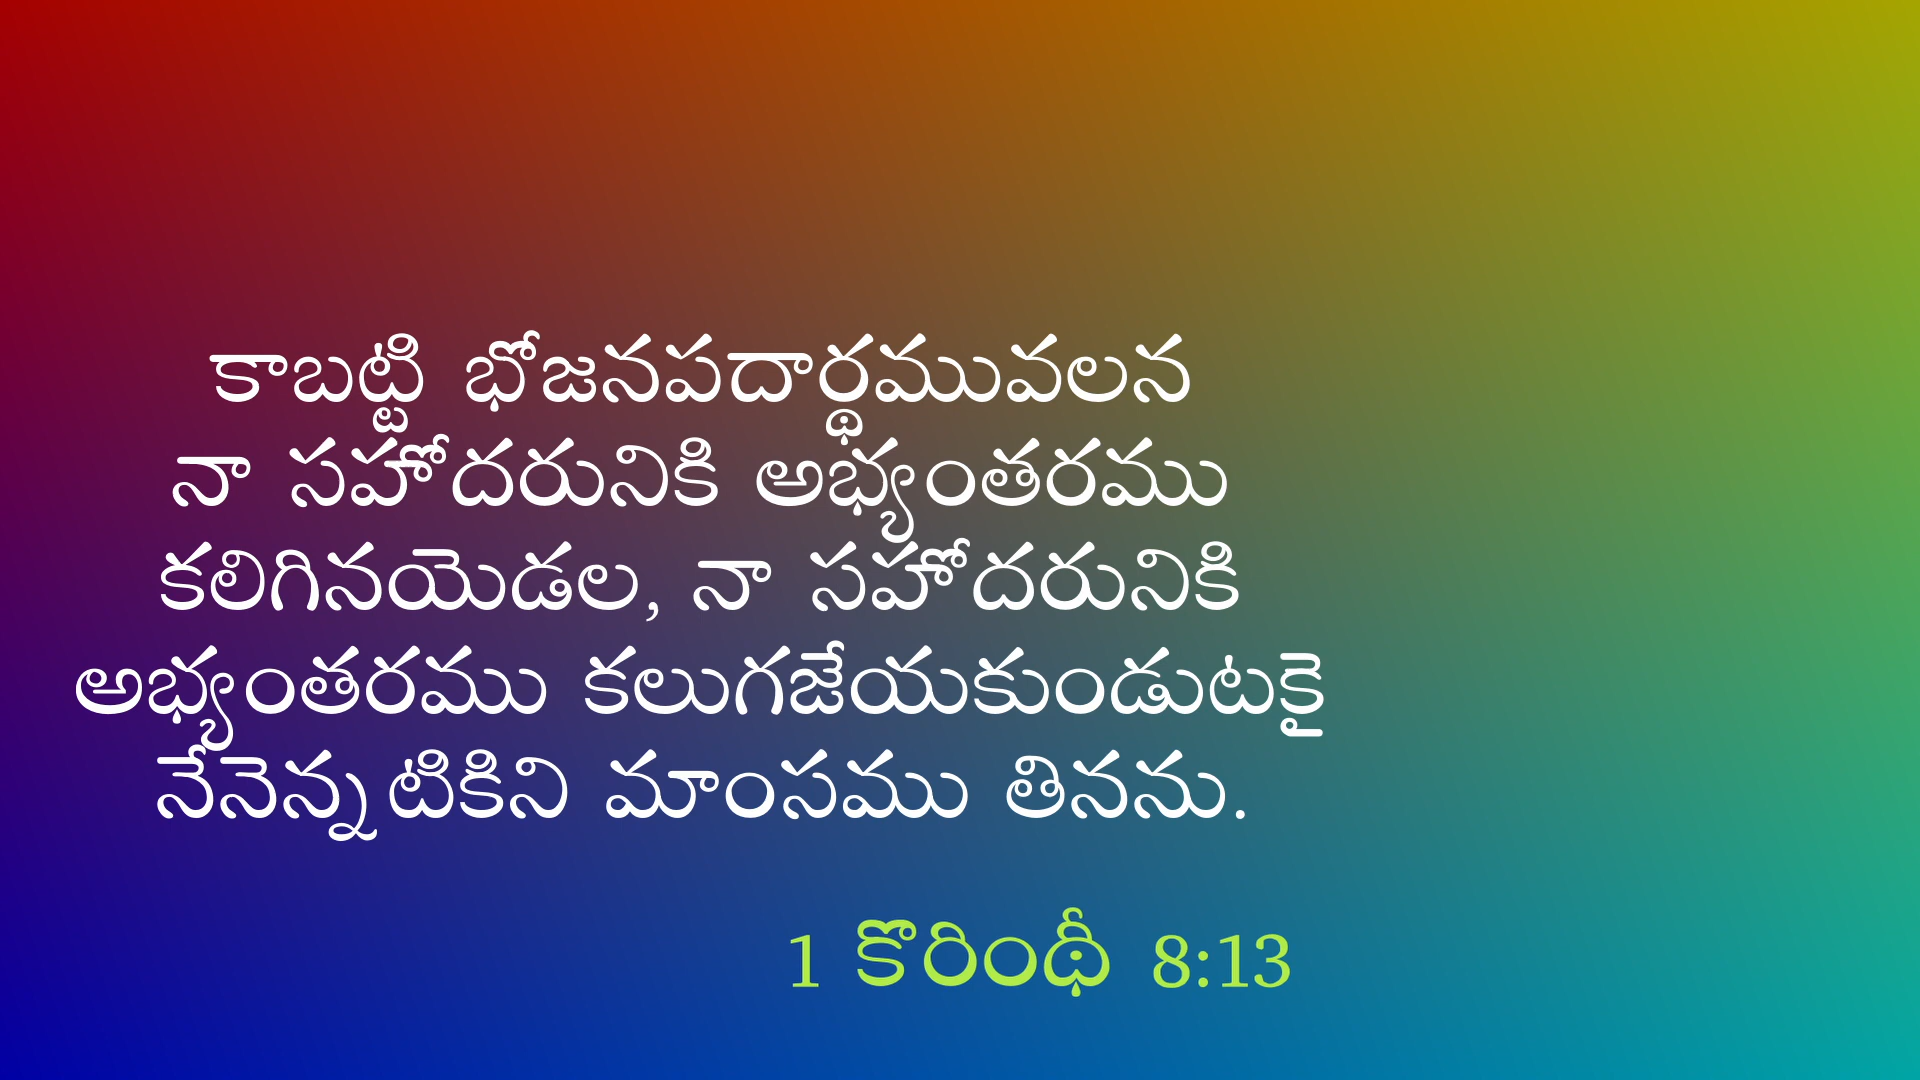 కాబట్టి భోజనపదార్థమువలన
నా సహోదరునికి అభ్యంతరము
కలిగినయెడల, నా సహోదరునికి
అభ్యంతరము కలుగజేయకుండుటకై
నేనెన్నటికిని మాంసము తినను.
1 కొరింథీ 8:13